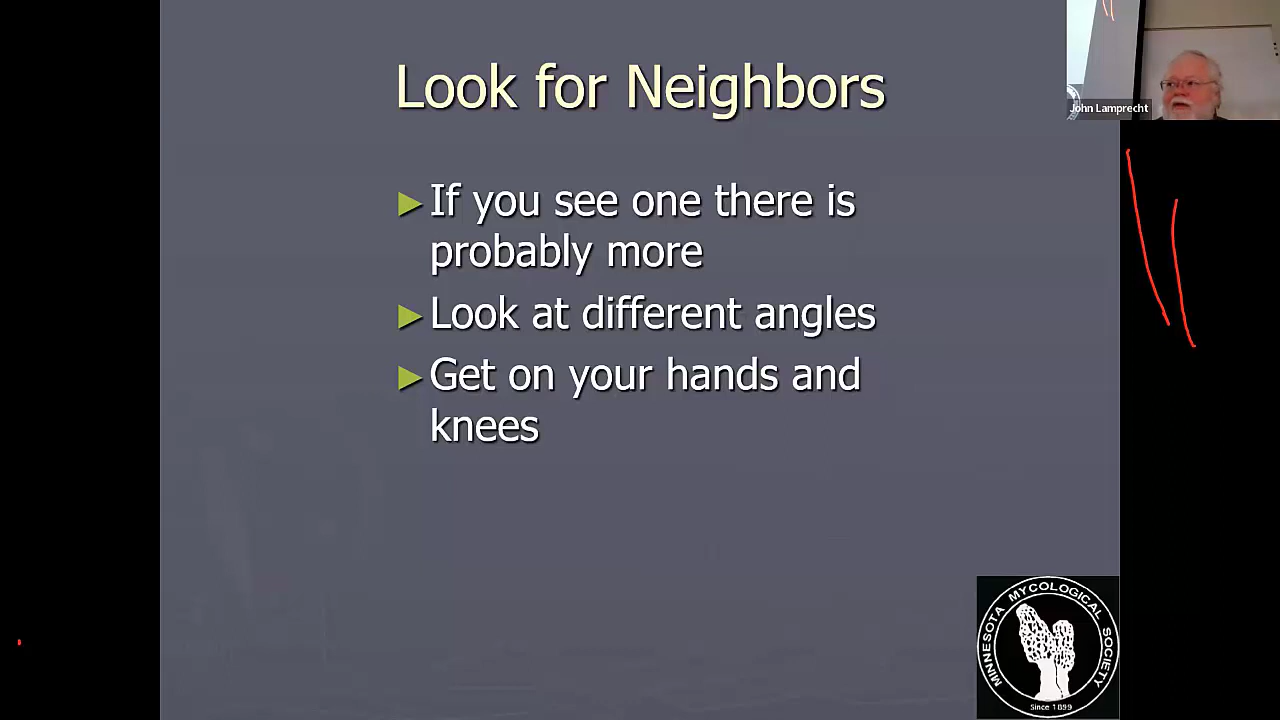 Look for Neighbors
John Lamprecht
►If you see one there is
probably more
►Look at different angles
►Get on your hands and
knees
MINNESOTA MYCOLOGICAL SOCIETY
Since 1899